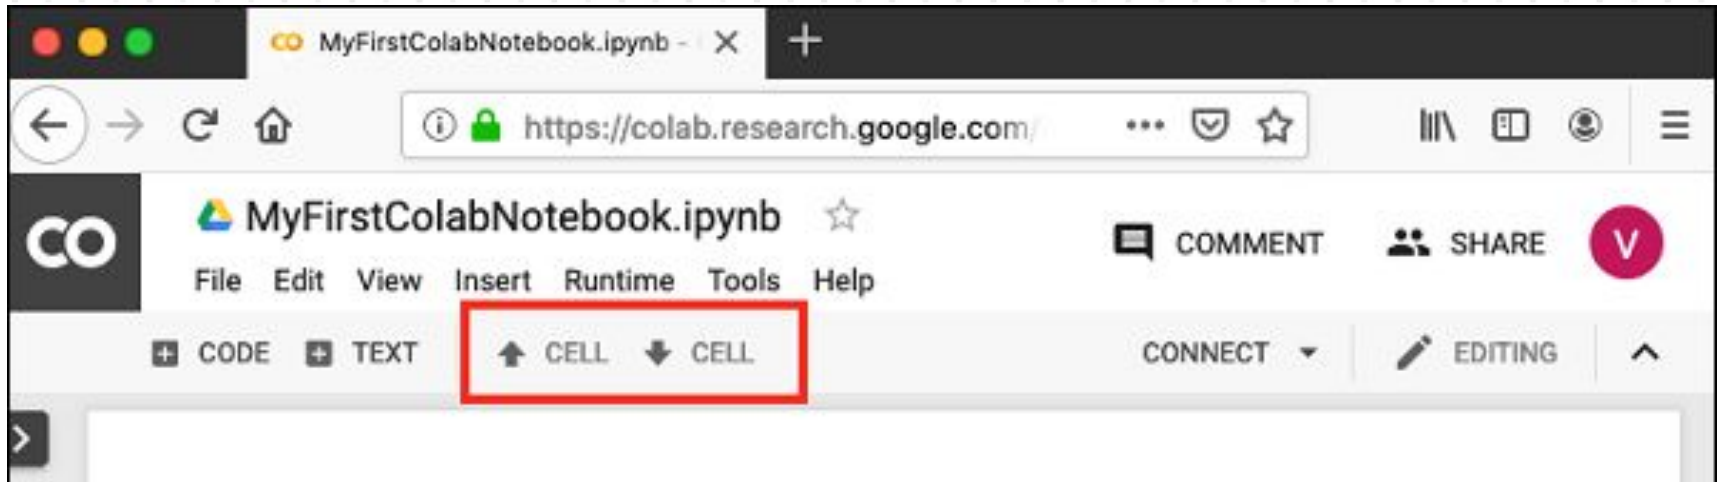 CO MyFirstColabNotebook.ipynb -
https://colab.research.google.com/
CO MyFirstColabNotebook.ipynb COMMENT SHARE V
File Edit View Insert Runtime Tools Help
CODE TEXT CELL CELL CONNECT EDITING